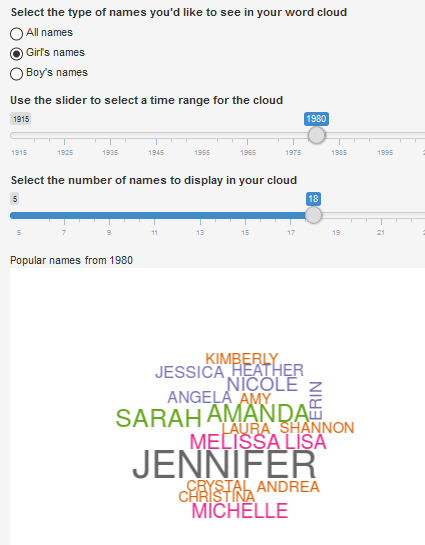 Select the type of names you'd like to see in your word cloud
All names
Girl's names
Boy's names
Use the slider to select a time range for the cloud
1915 1980
1915 1925 1935 1945 1955 1965 1975 1985 1995
Select the number of names to display in your cloud
5 18
5 7 9 11 13 15 17 19 21
Popular names from 1980
KIMBERLY
JESSICA HEATHER
NICOLE
ERIN
ANGELA AMY
SARAH AMANDA
LAURA SHANNON
MELISSA LISA
JENNIFER
CRYSTAL ANDREA
CHRISTINA
MICHELLE